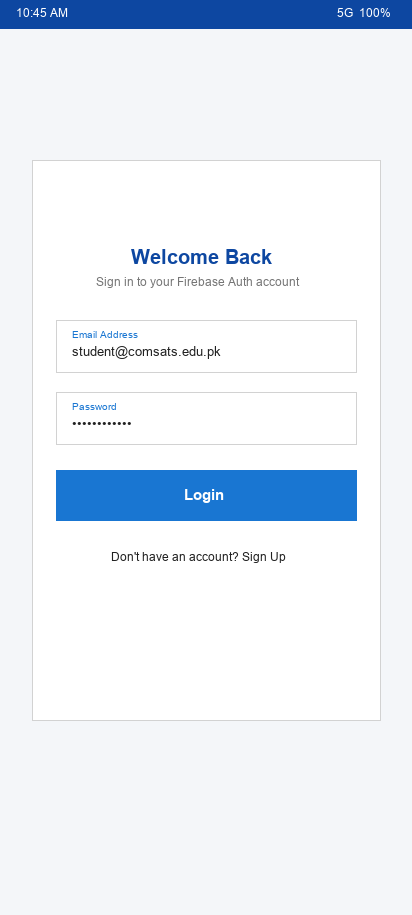 10:45 AM 5G 100%
Welcome Back
Sign in to your Firebase Auth account
Email Address
student@comsats.edu.pk
Password
••••••••••••
Login
Don't have an account? Sign Up